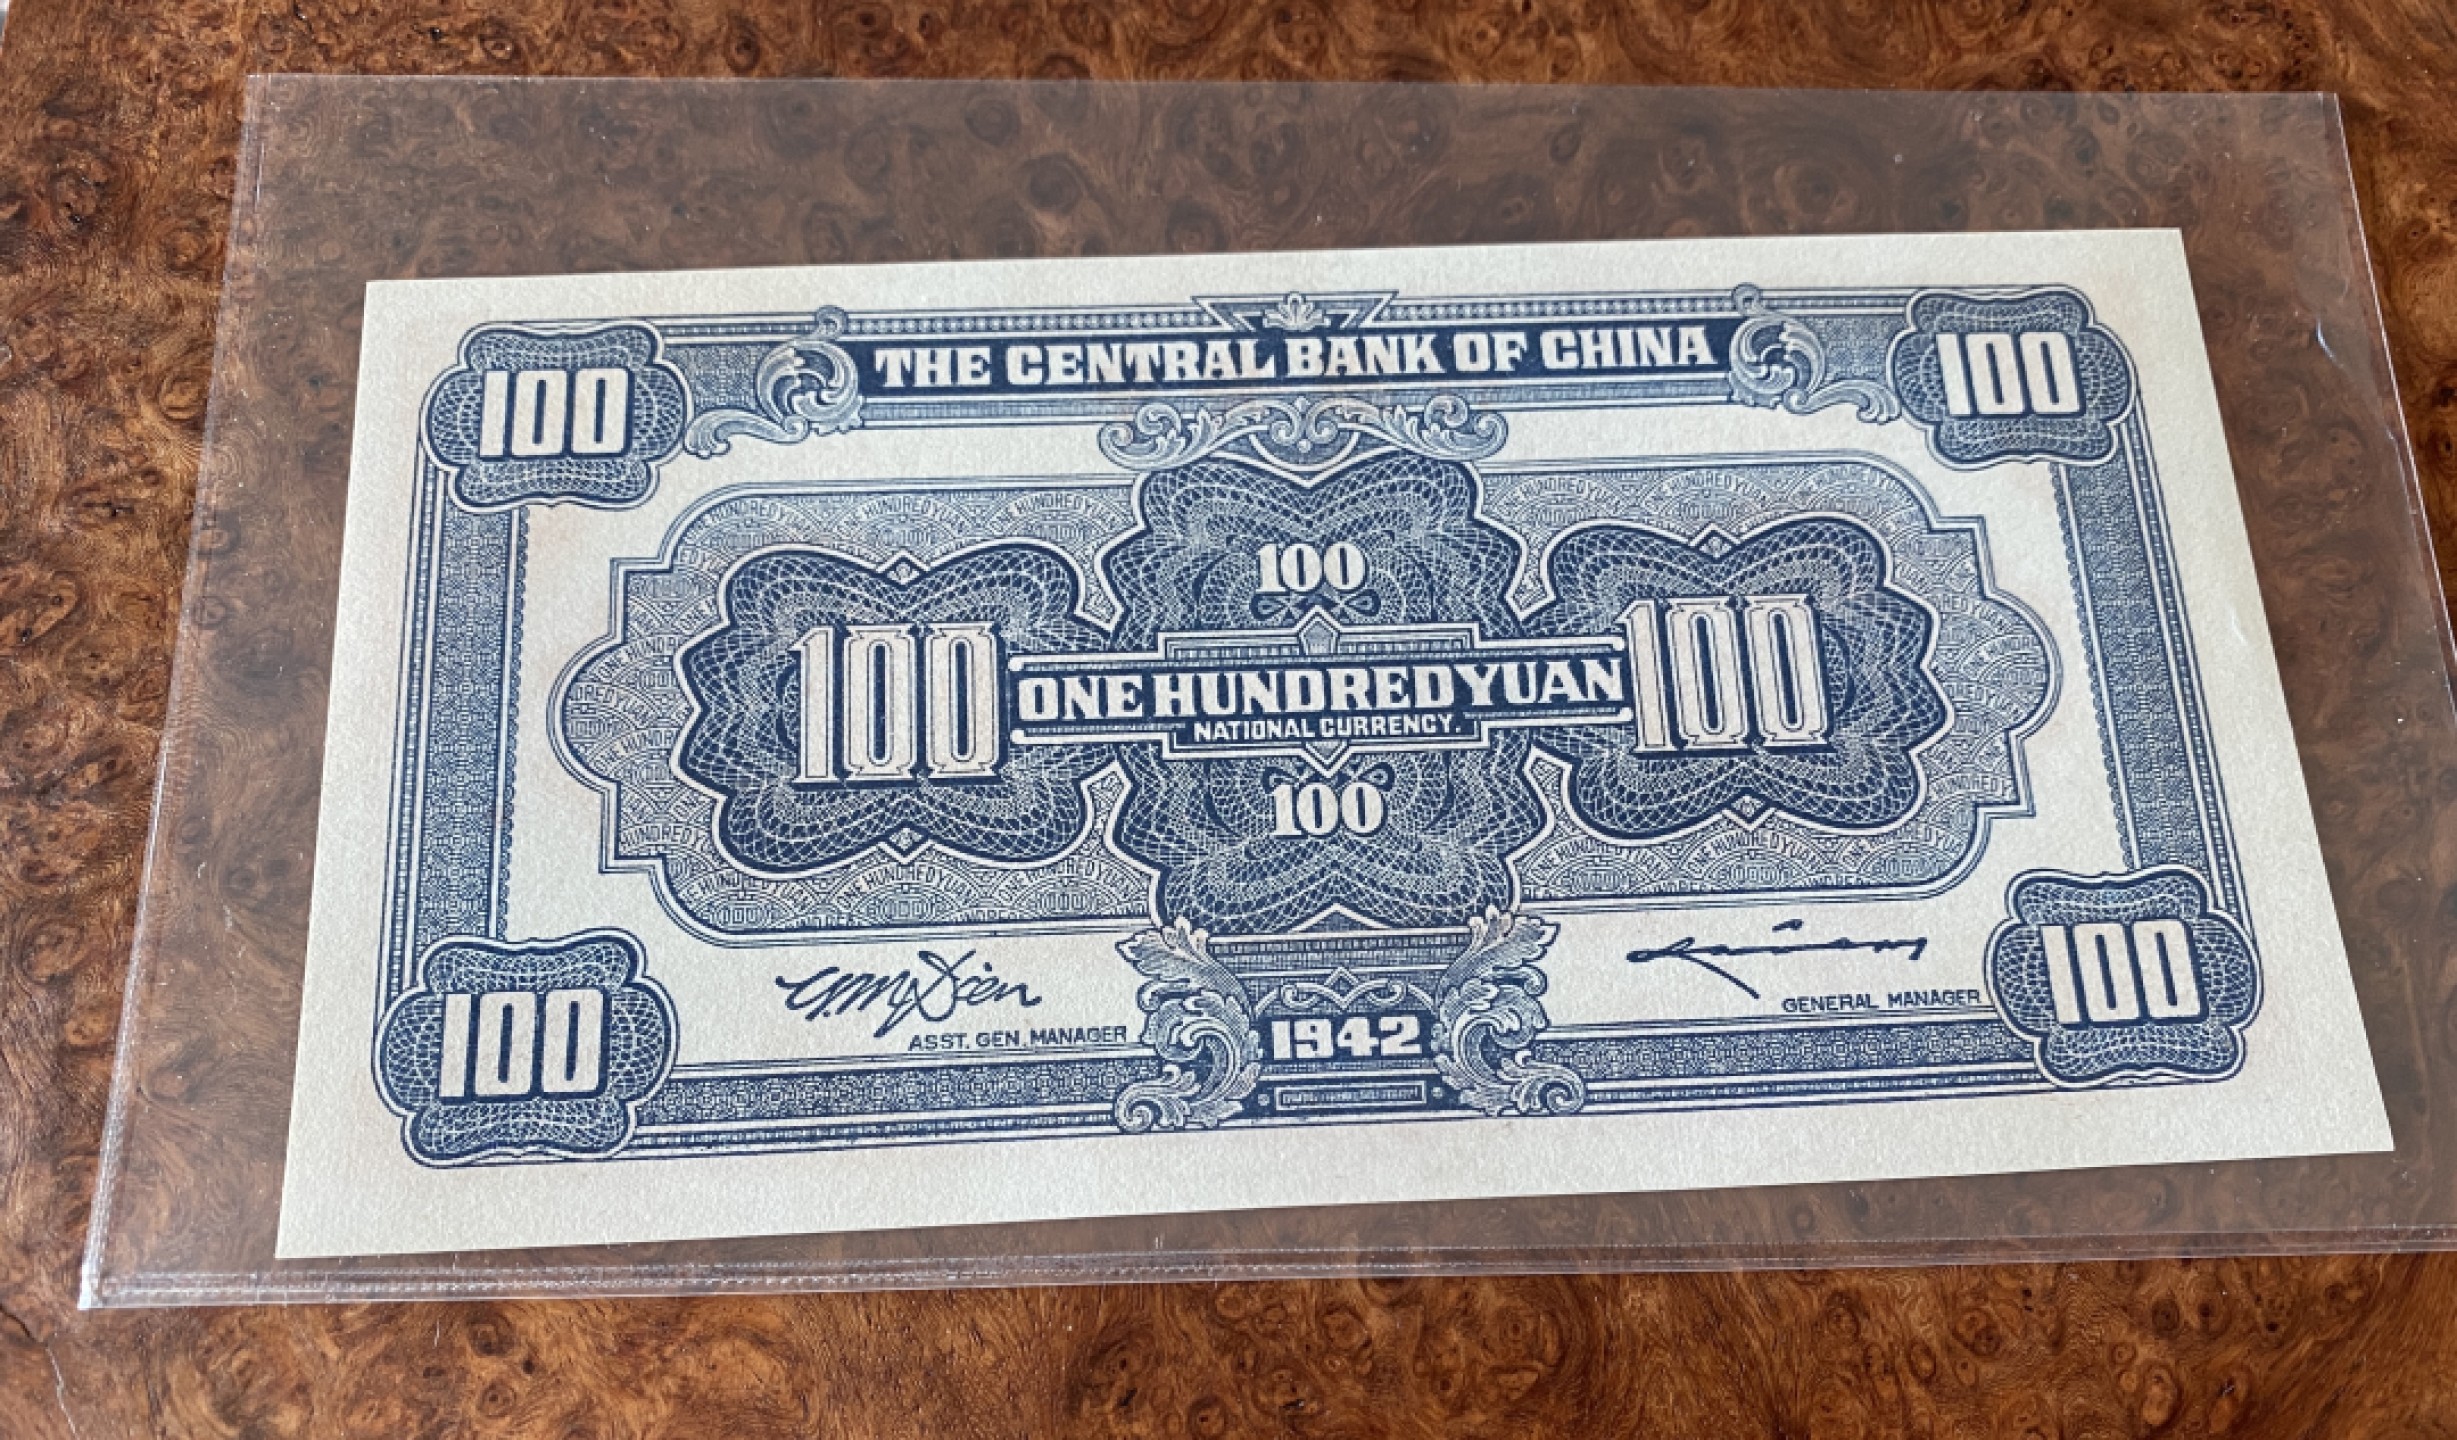 THE CENTRAL BANK OF CHINA
100 100
100
100 ONE HUNDRED YUAN 100
NATIONAL CURRENCY.
100
G. M. Dien
ASST. GEN. MANAGER
GENERAL MANAGER
100 1942 100